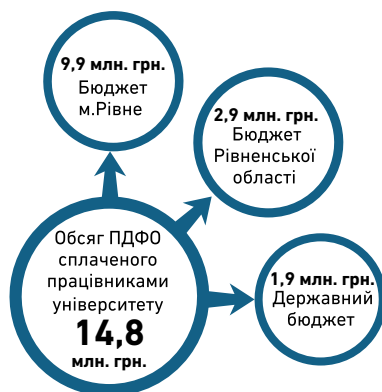 9,9 млн. грн.
Бюджет
м.Рівне
2,9 млн. грн.
Бюджет
Рівненської
області
Обсяг ПДФО
сплаченого
працівниками
університету
14,8
млн. грн.
1,9 млн. грн.
Державний
бюджет